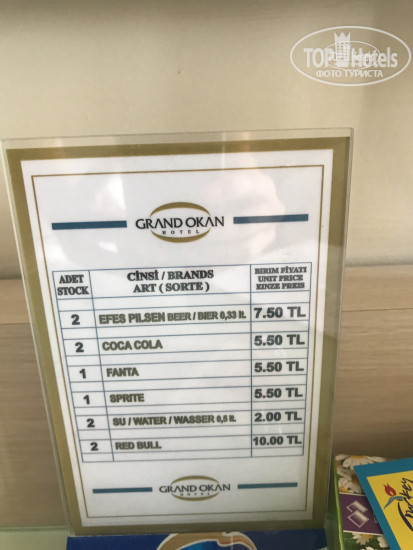 TOPHotels
ФОТО ТУРИСТА
GRAND OKAN
HOTEL
ADET STOCK CİNSİ / BRANDS ART ( SORTE ) BIRIM FİYATI UNIT PRICE EINZE PREIS
2 EFES PILSEN BEER / BIER 0,33 lt. 7.50 TL
2 COCA COLA 5.50 TL
1 FANTA 5.50 TL
1 SPRITE 5.50 TL
2 SU / WATER / WASSER 0,5 lt. 2.00 TL
2 RED BULL 10.00 TL
GRAND OKAN
HOTEL
Turkey